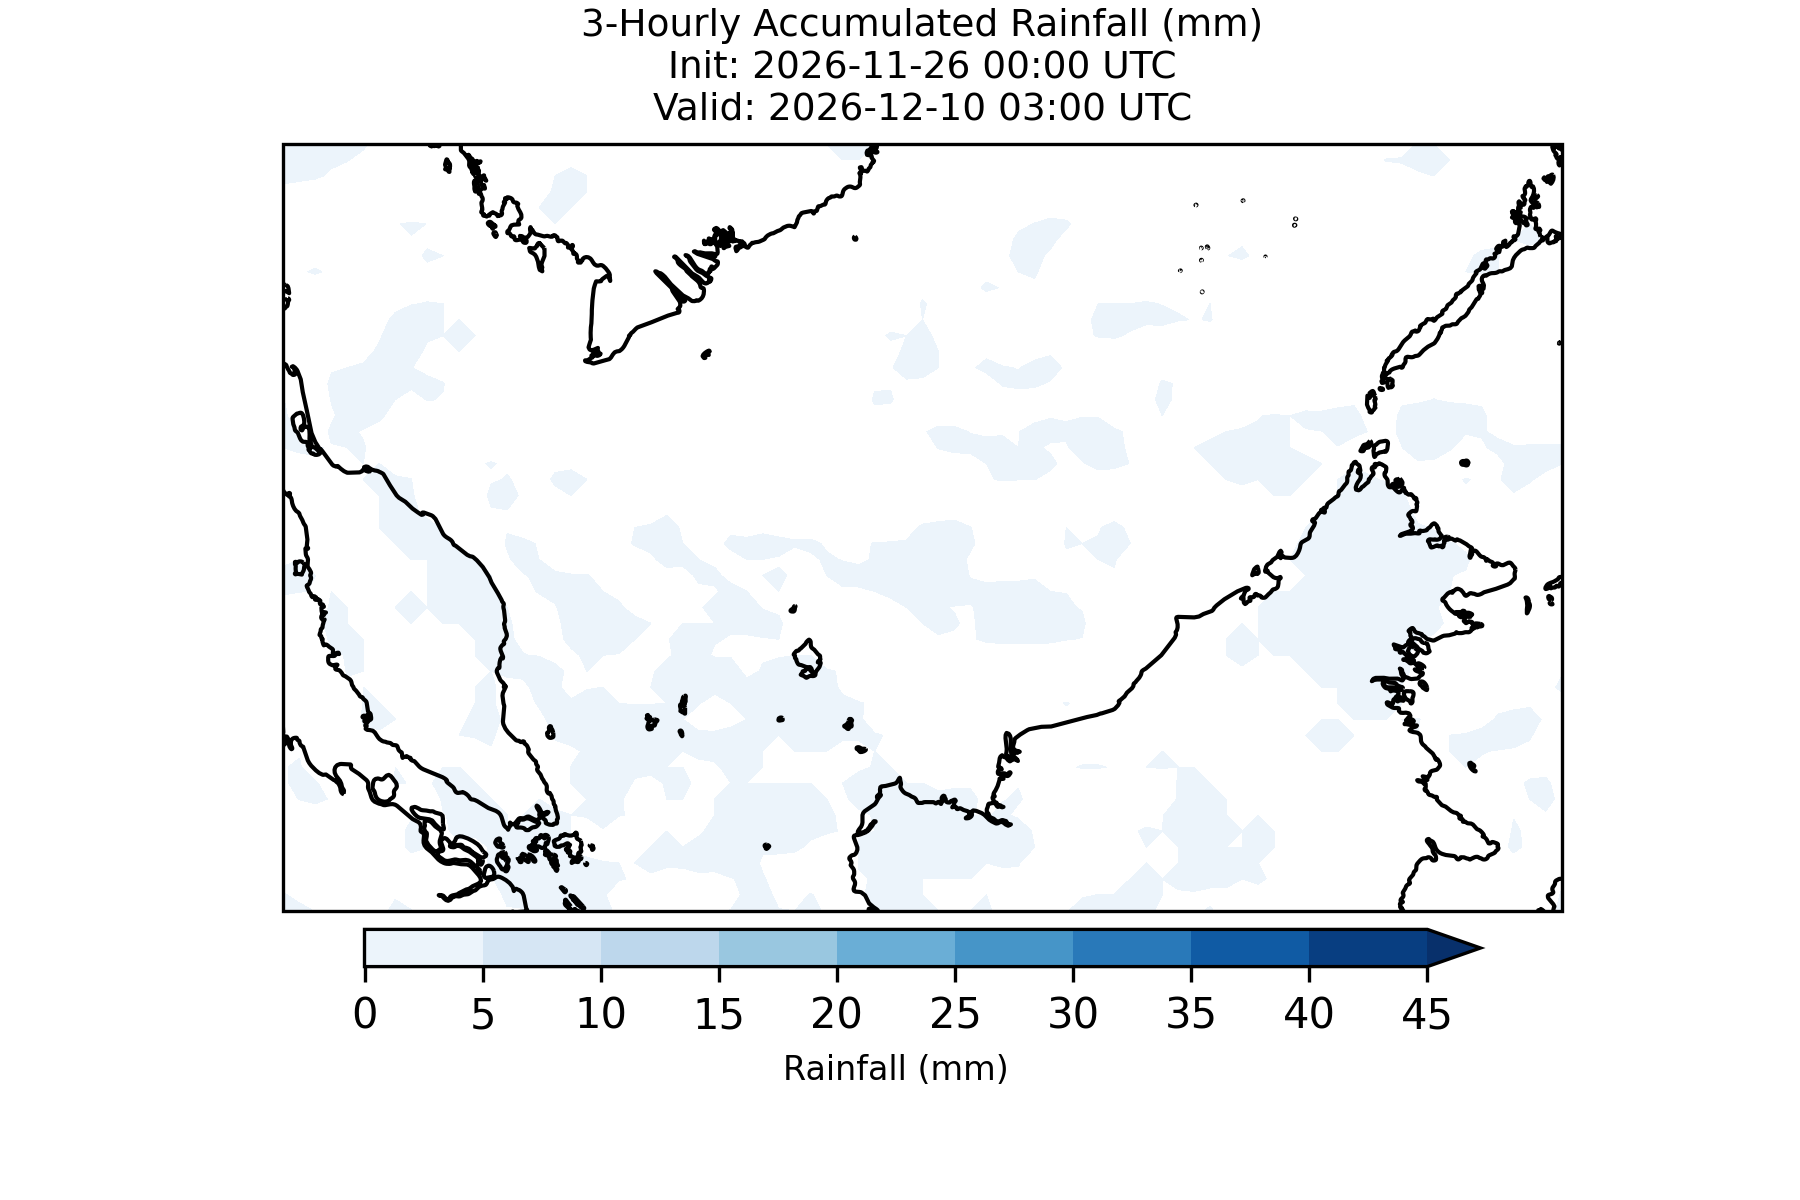 3-Hourly Accumulated Rainfall (mm)
Init: 2026-11-26 00:00 UTC
Valid: 2026-12-10 03:00 UTC
0 5 10 15 20 25 30 35 40 45
Rainfall (mm)